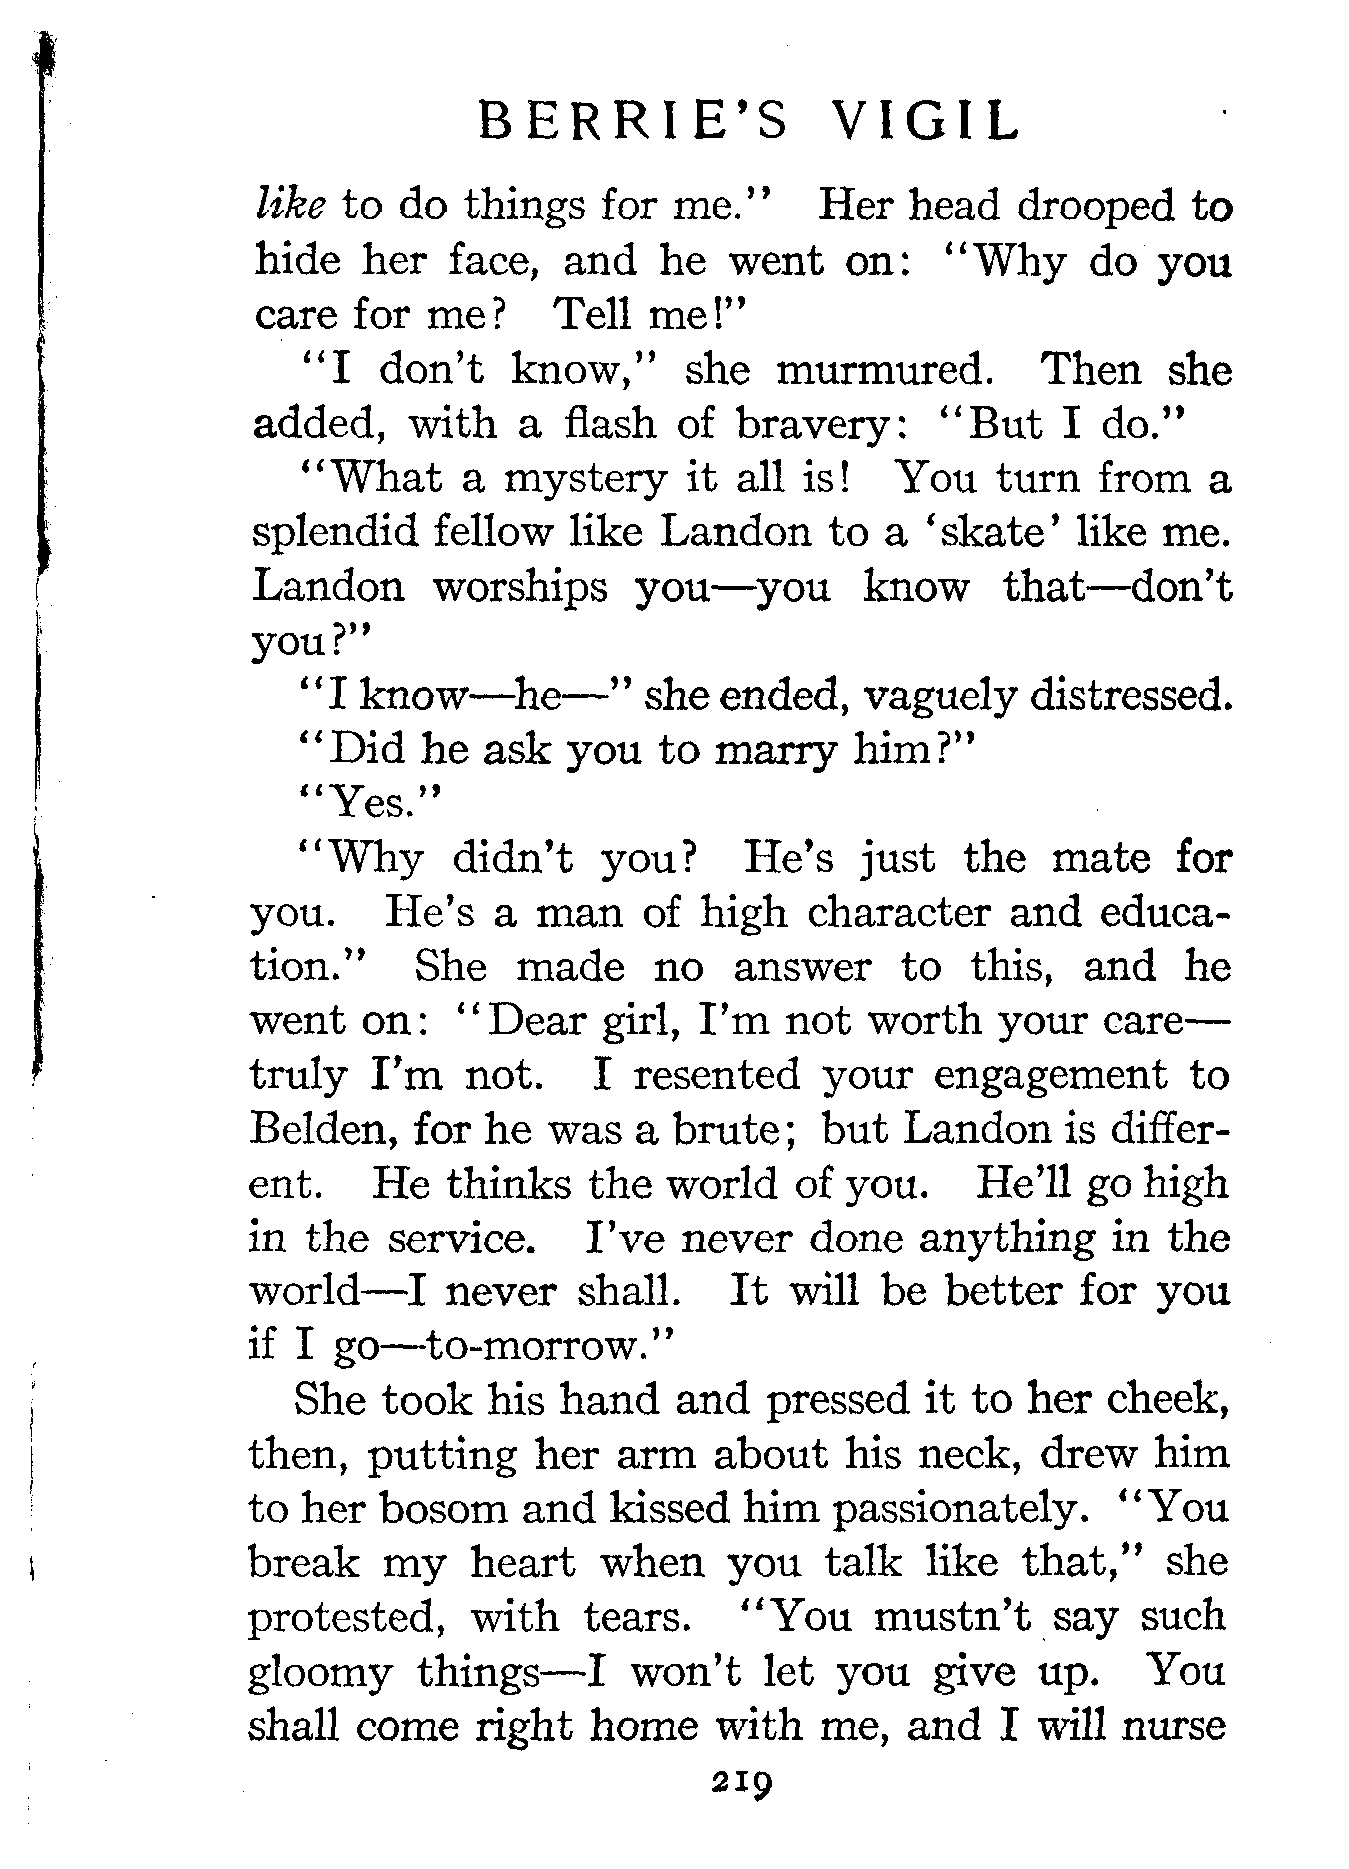 BERRIE'S VIGIL
like to do things for me." Her head drooped to
hide her face, and he went on: "Why do you
care for me? Tell me!"
"I don't know," she murmured. Then she
added, with a flash of bravery: "But I do."
"What a mystery it all is! You turn from a
splendid fellow like Landon to a 'skate' like me.
Landon worships you—you know that—don't
you?"
"I know—he—" she ended, vaguely distressed.
"Did he ask you to marry him?"
"Yes."
"Why didn't you? He's just the mate for
you. He's a man of high character and educa-
tion." She made no answer to this, and he
went on: "Dear girl, I'm not worth your care—
truly I'm not. I resented your engagement to
Belden, for he was a brute; but Landon is differ-
ent. He thinks the world of you. He'll go high
in the service. I've never done anything in the
world—I never shall. It will be better for you
if I go—to-morrow."
She took his hand and pressed it to her cheek,
then, putting her arm about his neck, drew him
to her bosom and kissed him passionately. "You
break my heart when you talk like that," she
protested, with tears. "You mustn't say such
gloomy things—I won't let you give up. You
shall come right home with me, and I will nurse
219